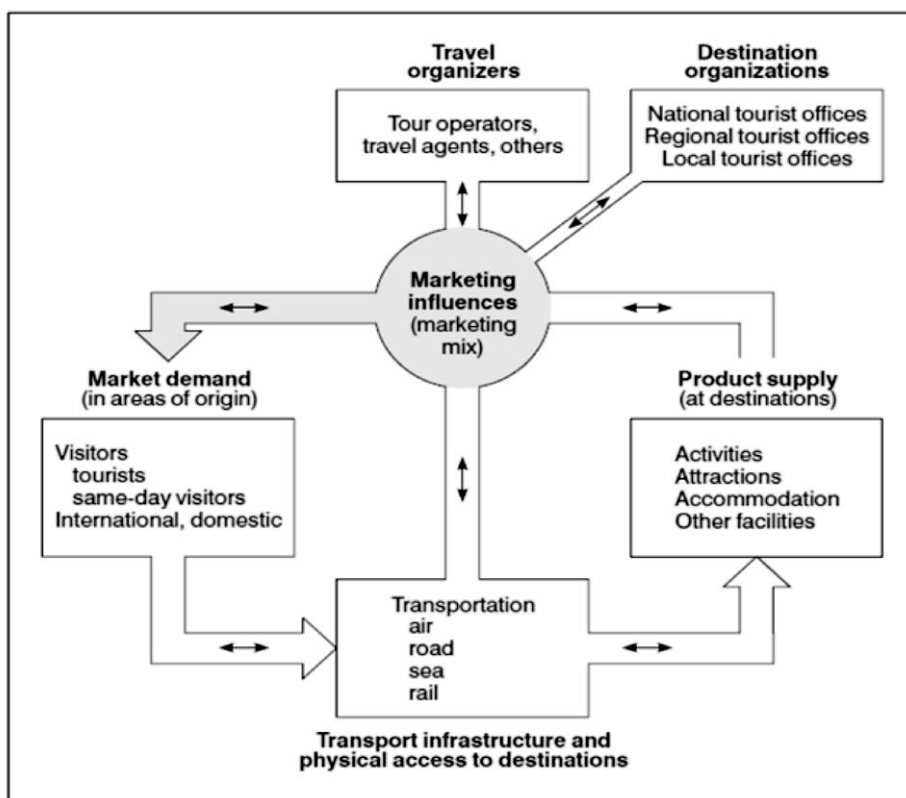 Travel
organizers
Tour operators,
travel agents, others
Destination
organizations
National tourist offices
Regional tourist offices
Local tourist offices
Marketing
influences
(marketing
mix)
Market demand
(in areas of origin)
Visitors
tourists
same-day visitors
International, domestic
Product supply
(at destinations)
Activities
Attractions
Accommodation
Other facilities
Transportation
air
road
sea
rail
Transport infrastructure and
physical access to destinations